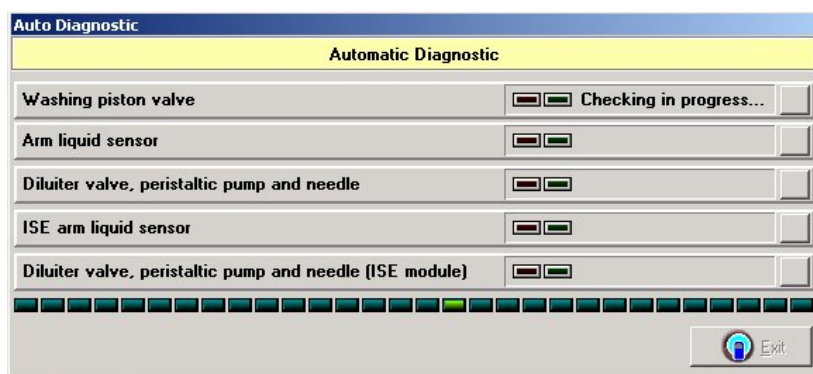 Auto Diagnostic
Automatic Diagnostic
Washing piston valve Checking in progress...
Arm liquid sensor
Diluiter valve, peristaltic pump and needle
ISE arm liquid sensor
Diluiter valve, peristaltic pump and needle (ISE module)
Exit